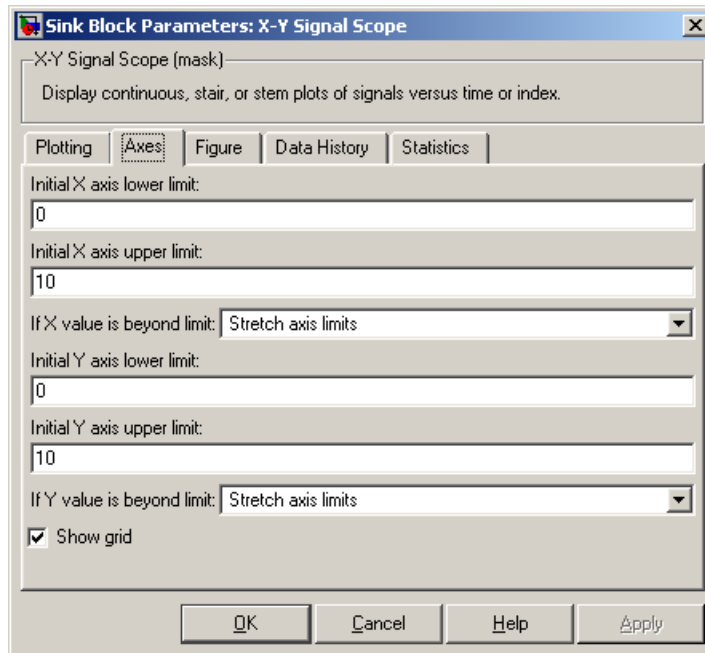 Sink Block Parameters: X-Y Signal Scope
X-Y Signal Scope (mask)
Display continuous, stair, or stem plots of signals versus time or index.
Plotting Axes Figure Data History Statistics
Initial X axis lower limit:
0
Initial X axis upper limit:
10
If X value is beyond limit: Stretch axis limits
Initial Y axis lower limit:
0
Initial Y axis upper limit:
10
If Y value is beyond limit: Stretch axis limits
Show grid
OK Cancel Help Apply